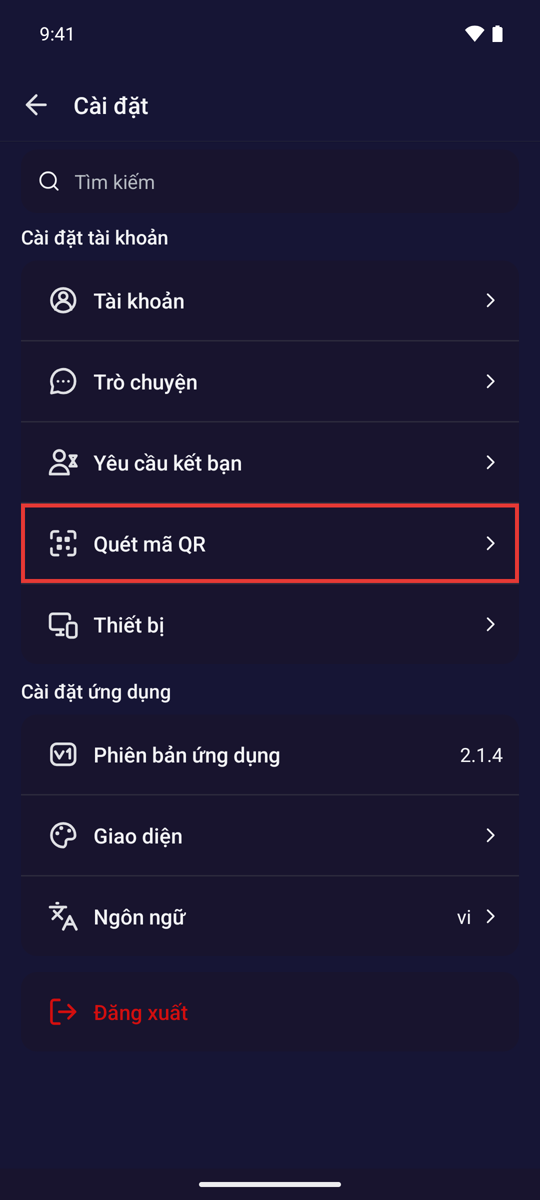 9:41
Cài đặt
Tìm kiếm
Cài đặt tài khoản
Tài khoản
Trò chuyện
Yêu cầu kết bạn
Quét mã QR
Thiết bị
Cài đặt ứng dụng
V1 Phiên bản ứng dụng 2.1.4
Giao diện
Ngôn ngữ vi
Đăng xuất